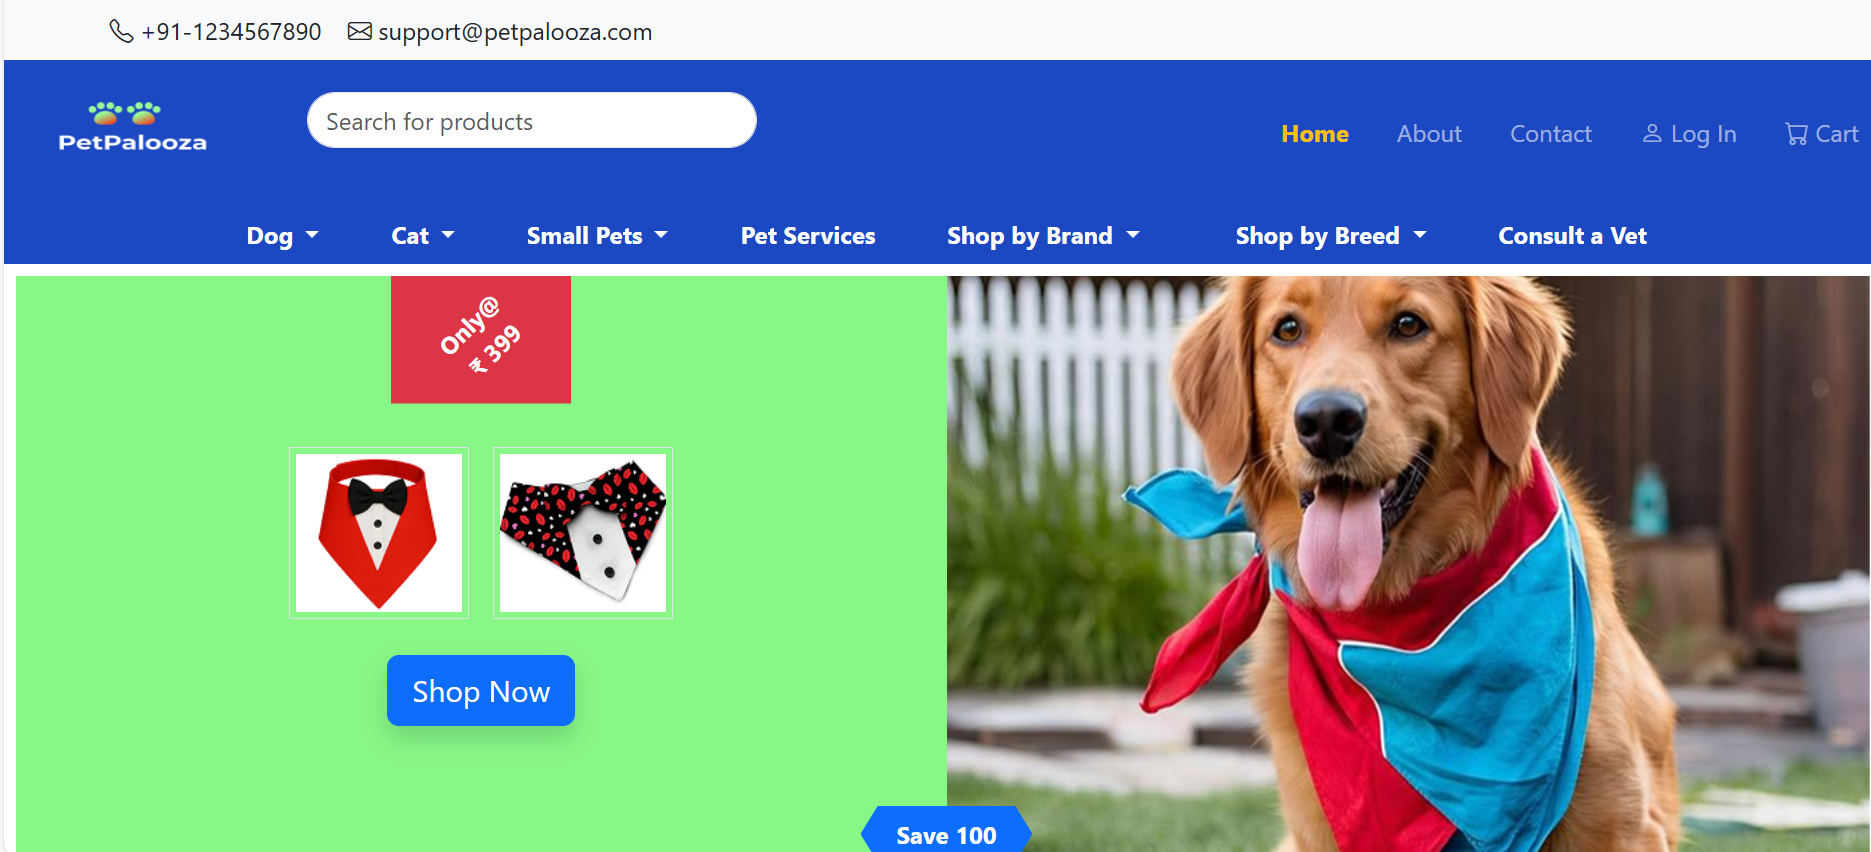 +91-1234567890 support@petpalooza.com
PetPalooza
Search for products
Home About Contact Log In Cart
Dog Cat Small Pets Pet Services Shop by Brand Shop by Breed Consult a Vet
Only@
₹ 399
Shop Now
Save 100